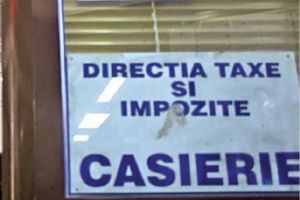 DIRECTIA TAXE
SI
IMPOZITE
CASIERIE